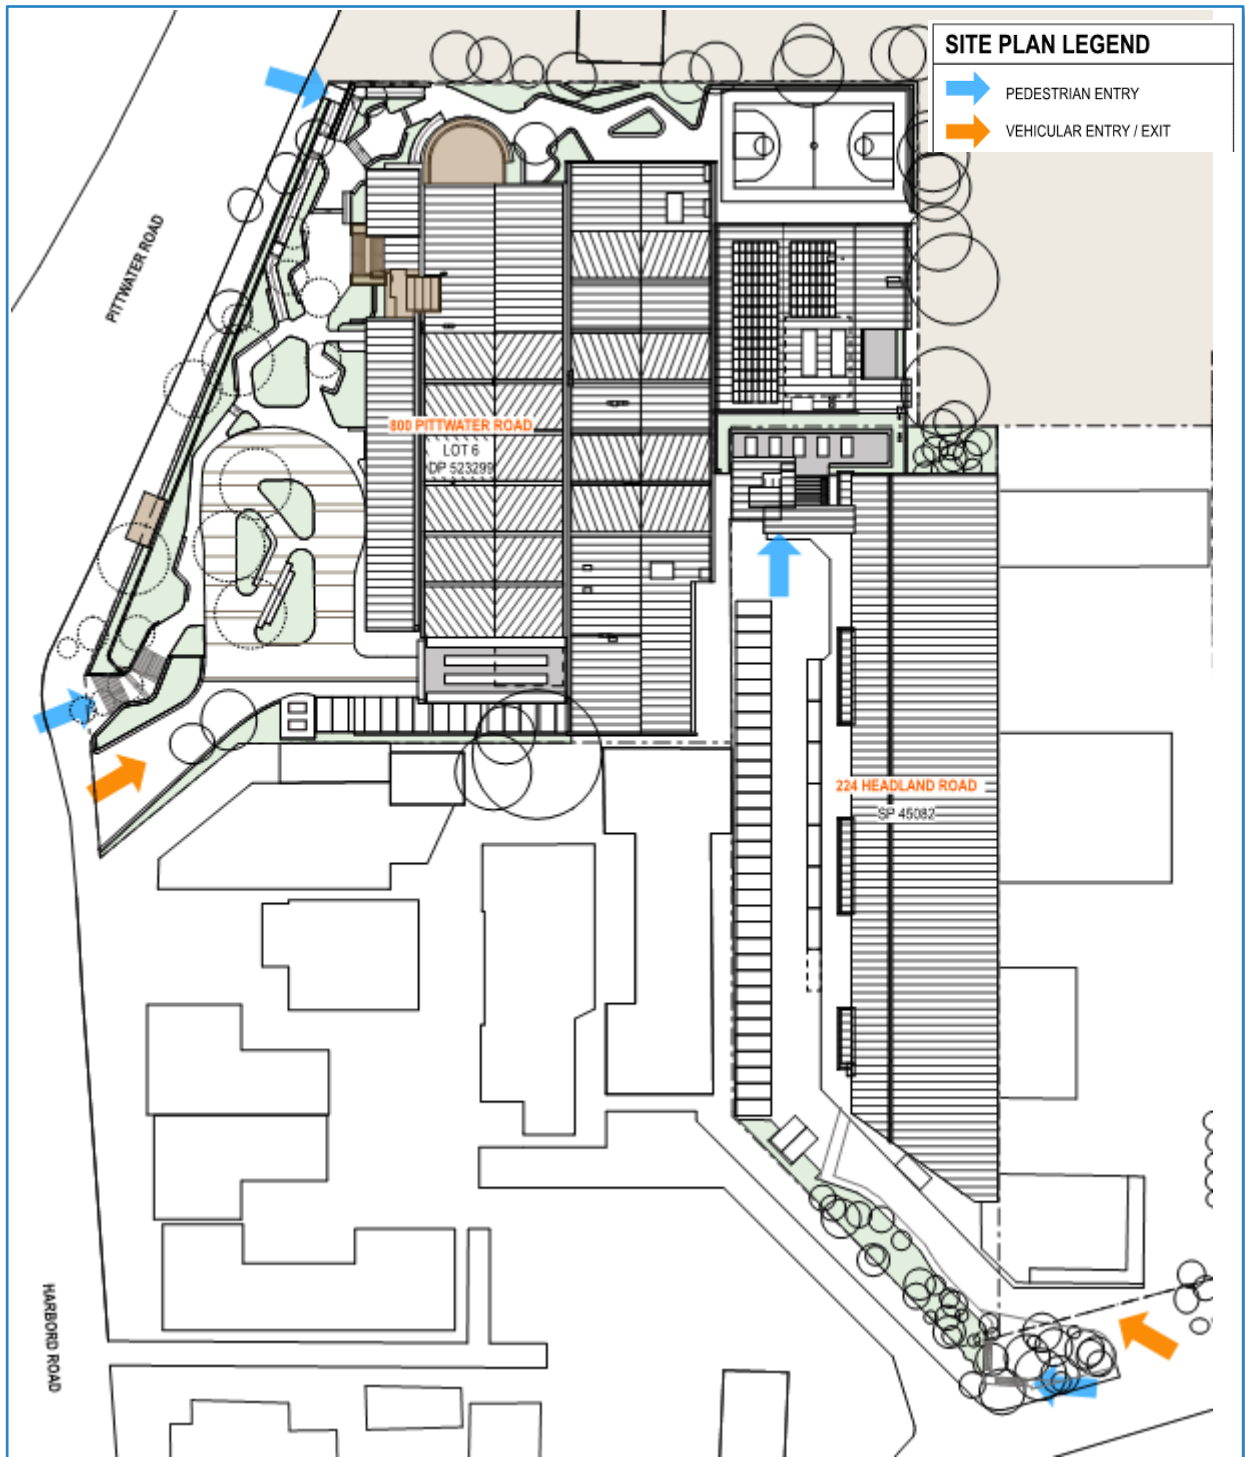 SITE PLAN LEGEND
PEDESTRIAN ENTRY
VEHICULAR ENTRY / EXIT
PITTWATER ROAD
800 PITTWATER ROAD
LOT 6
DP 523299
224 HEADLAND ROAD
SP 45082
HARBORD ROAD